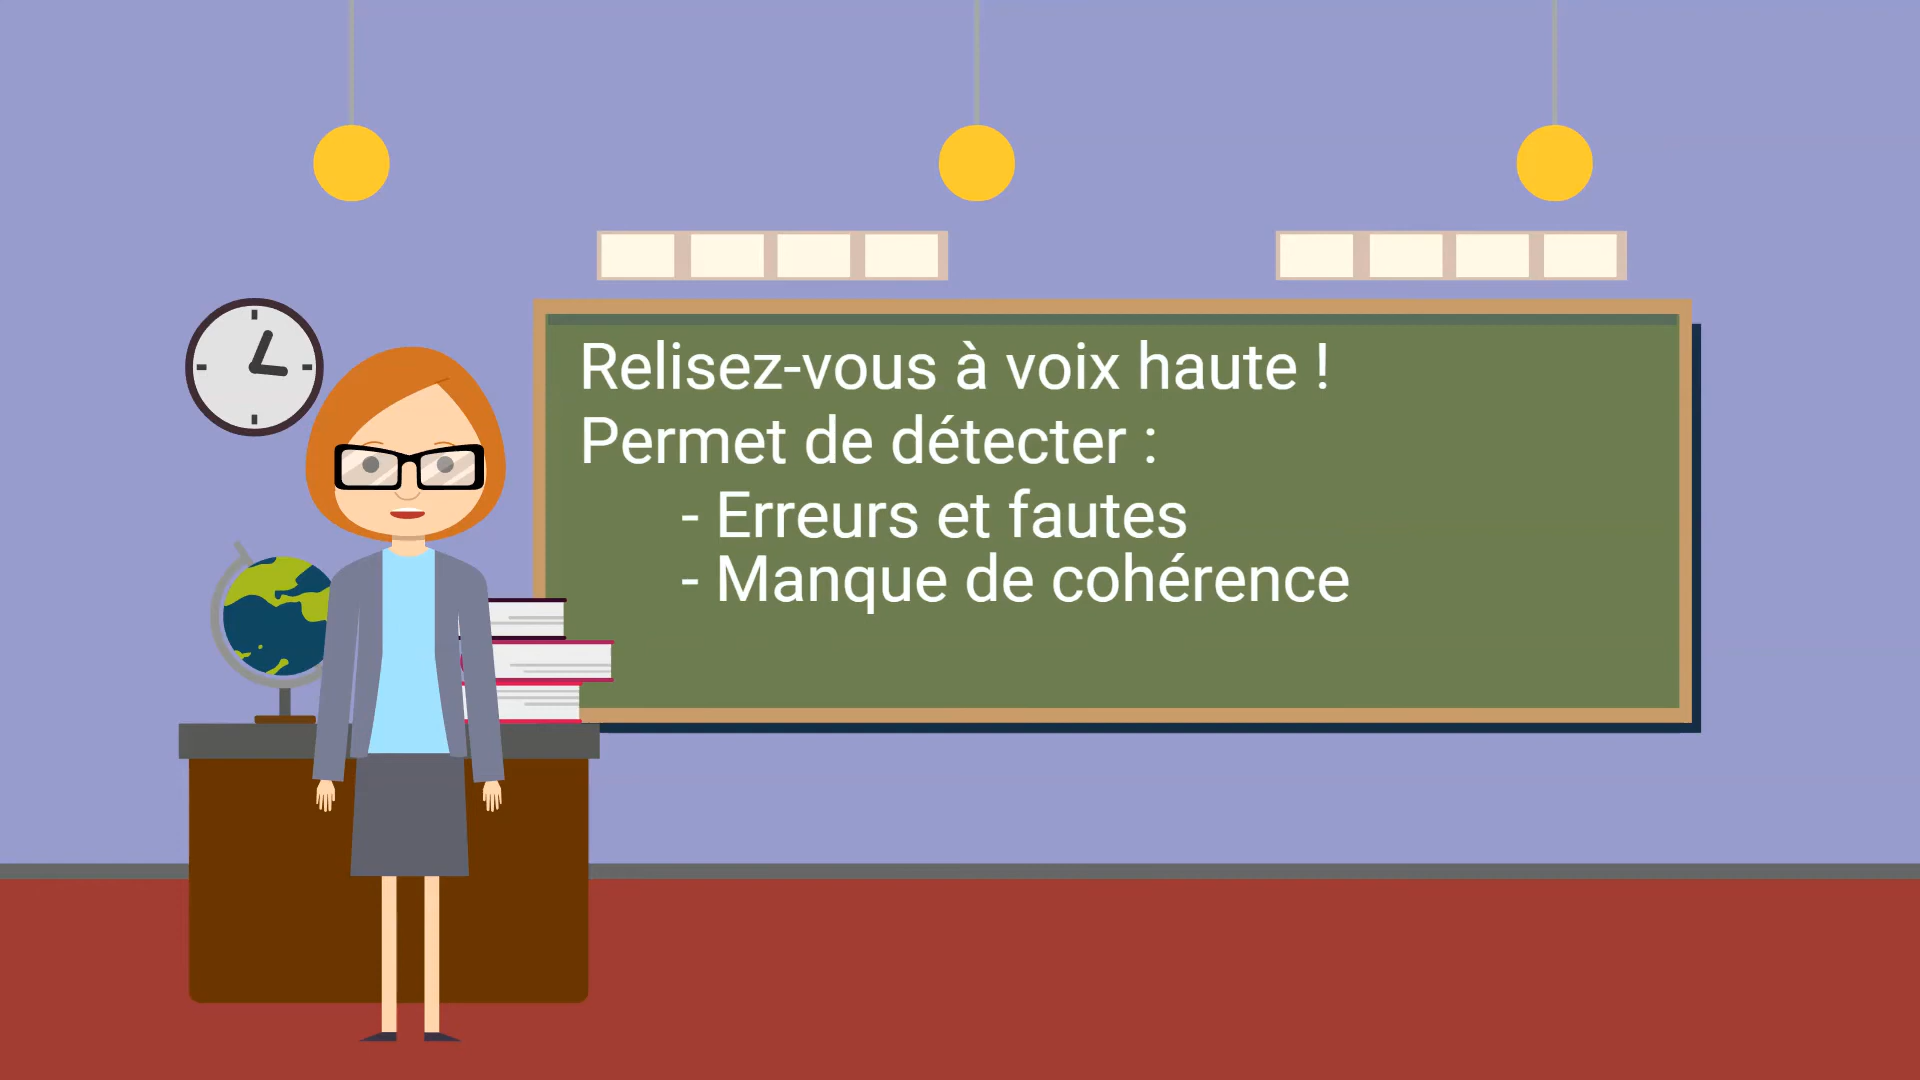 Relisez-vous à voix haute !
Permet de détecter :
- Erreurs et fautes
- Manque de cohérence